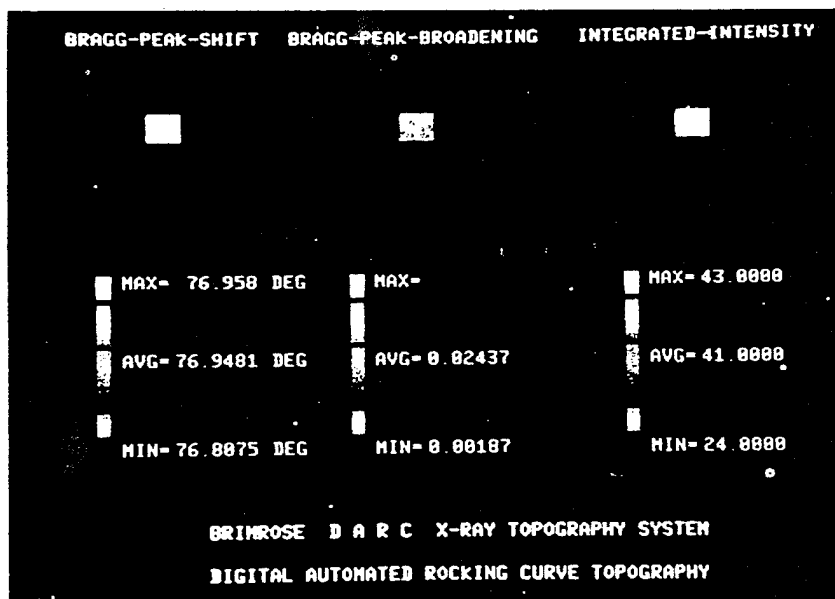 BRAGG-PEAK-SHIFT BRAGG-PEAK-BROADENING INTEGRATED-INTENSITY
MAX= 76.958 DEG MAX= MAX=43.0000
AVG=76.9481 DEG AVG=0.02437 AVG=41.0000
MIN=76.8075 DEG MIN=0.00187 MIN=24.0000
BRIMROSE D A R C X-RAY TOPOGRAPHY SYSTEM
DIGITAL AUTOMATED ROCKING CURVE TOPOGRAPHY